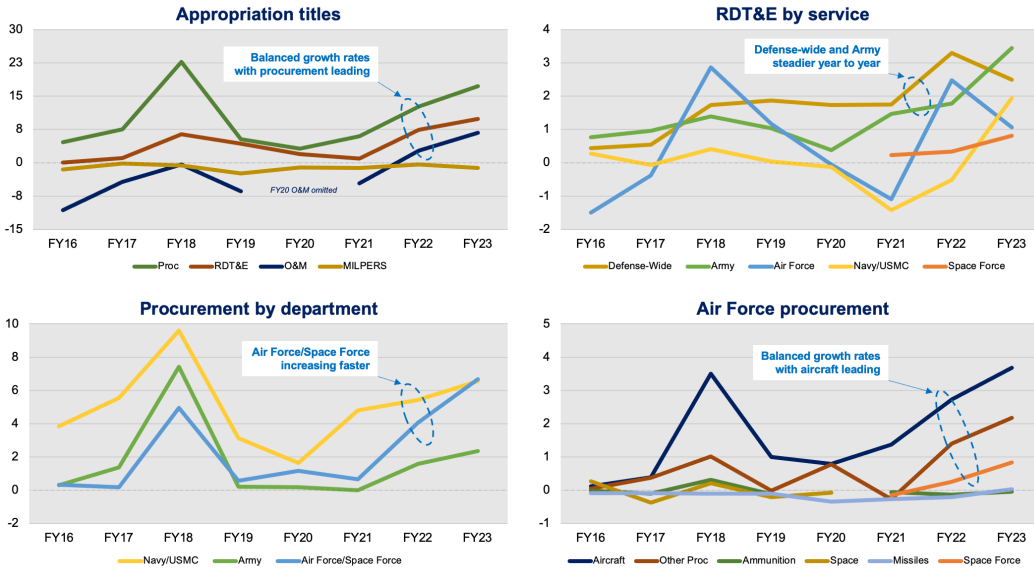 Appropriation titles
30
23
15
8
0
-8
-15
Balanced growth rates
with procurement leading
FY20 O&M omitted
FY16 FY17 FY18 FY19 FY20 FY21 FY22 FY23
Proc RDT&E O&M MILPERS
RDT&E by service
4
3
2
1
0
-1
-2
Defense-wide and Army
steadier year to year
FY16 FY17 FY18 FY19 FY20 FY21 FY22 FY23
Defense-Wide Army Air Force Navy/USMC Space Force
Procurement by department
10
8
6
4
2
0
-2
Air Force/Space Force
increasing faster
FY16 FY17 FY18 FY19 FY20 FY21 FY22 FY23
Navy/USMC Army Air Force/Space Force
Air Force procurement
5
4
3
2
1
0
-1
Balanced growth rates
with aircraft leading
FY16 FY17 FY18 FY19 FY20 FY21 FY22 FY23
Aircraft Other Proc Ammunition Space Missiles Space Force